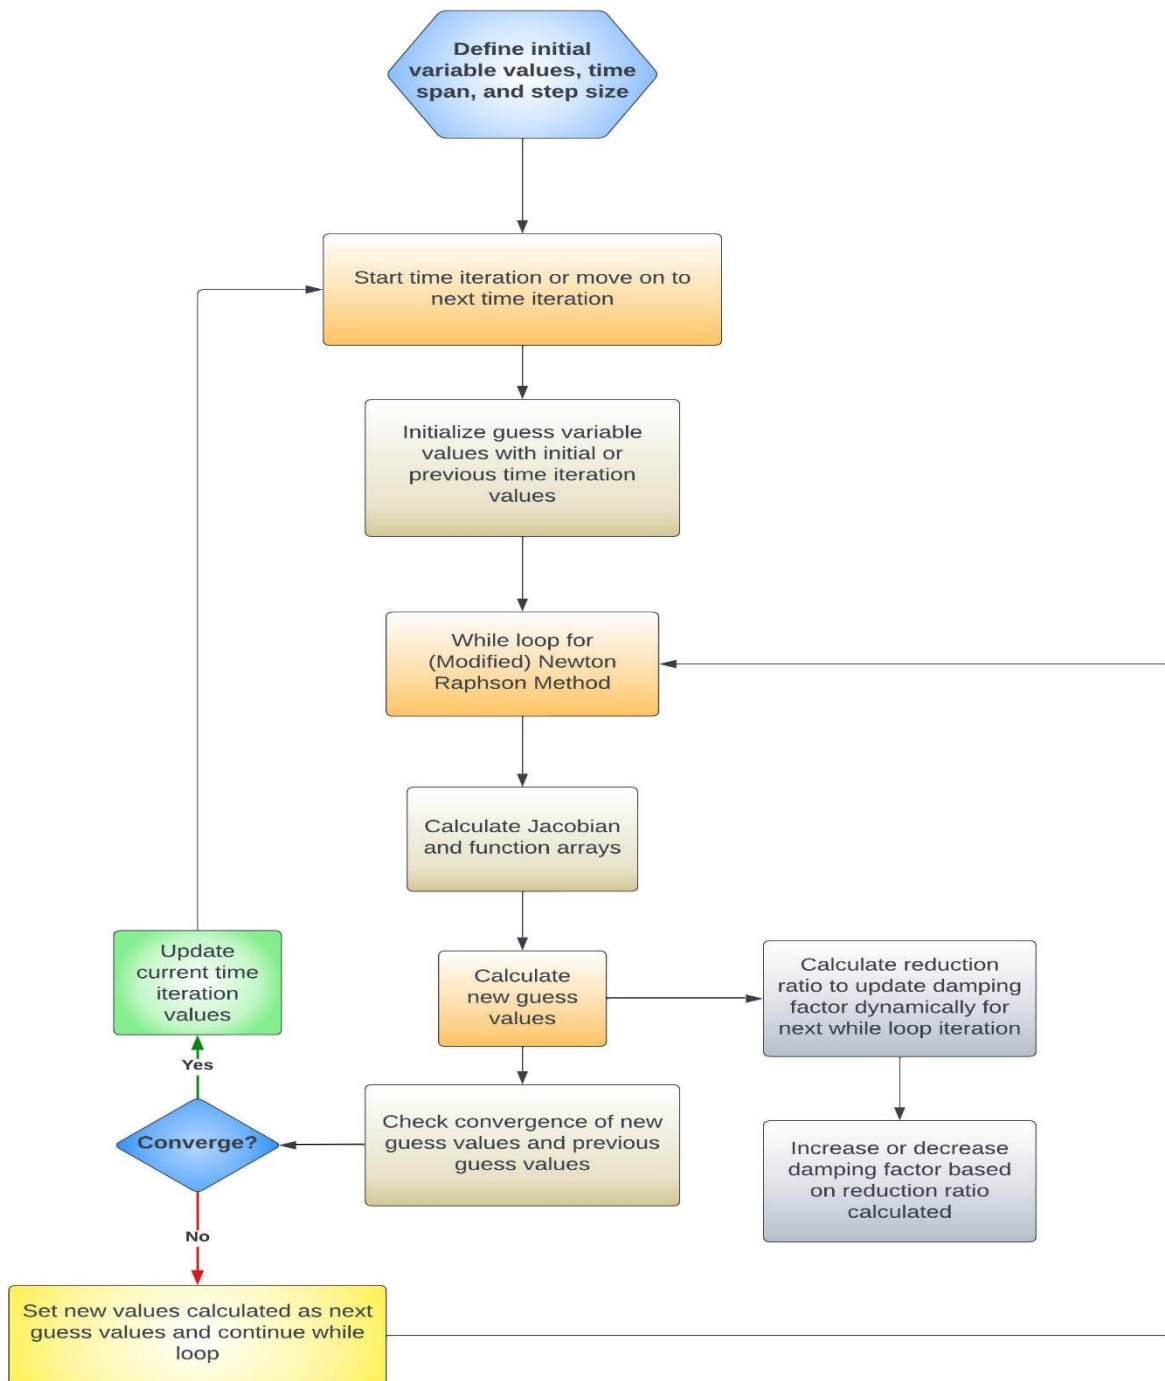 Define initial
variable values, time
span, and step size
Start time iteration or move on to
next time iteration
Initialize guess variable
values with initial or
previous time iteration
values
While loop for
(Modified) Newton
Raphson Method
Calculate Jacobian
and function arrays
Calculate
new guess
values
Calculate reduction
ratio to update damping
factor dynamically for
next while loop iteration
Increase or decrease
damping factor based
on reduction ratio
calculated
Check convergence of new
guess values and previous
guess values
Converge?
Yes
Update
current time
iteration
values
No
Set new values calculated as next
guess values and continue while
loop